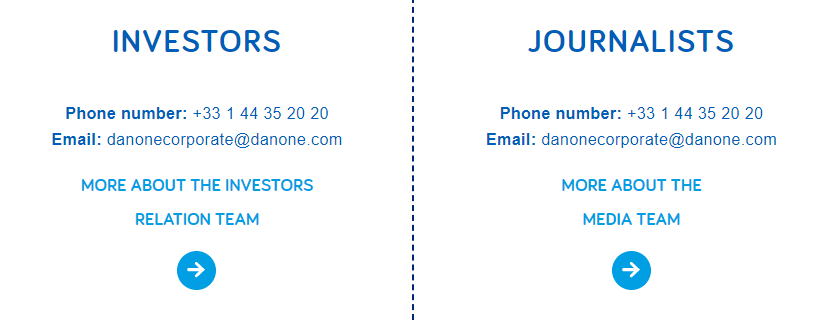 INVESTORS
Phone number: +33 1 44 35 20 20
Email: danonecorporate@danone.com
MORE ABOUT THE INVESTORS
RELATION TEAM
JOURNALISTS
Phone number: +33 1 44 35 20 20
Email: danonecorporate@danone.com
MORE ABOUT THE
MEDIA TEAM